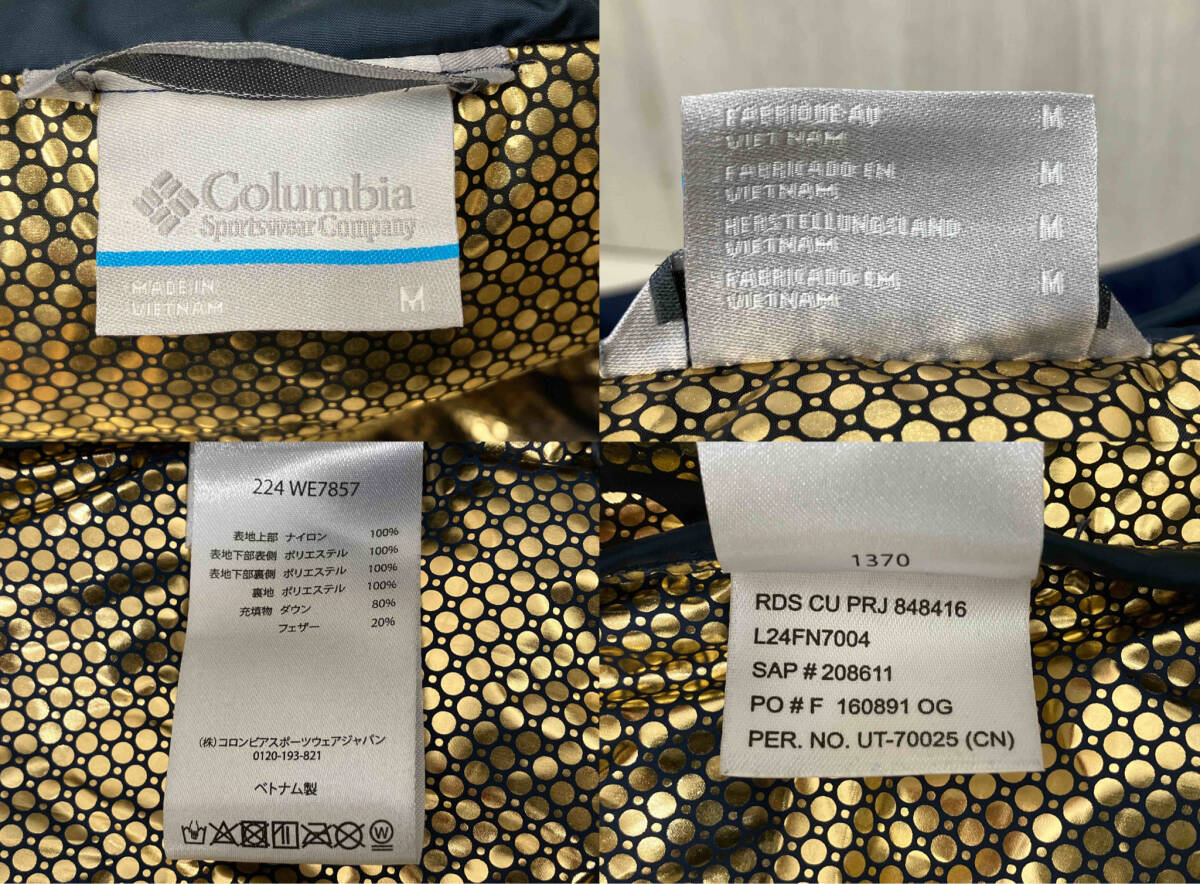 Columbia
Sportswear Company
MADE IN
VIETNAM
M
FABRIQUE AU
VIET NAM
M
FABRICADO EN
VIETNAM
M
HERSTELLUNGSLAND
VIETNAM
M
FABRICADO EM
VIETNAM
M
224 WE7857
表地上部 ナイロン 100%
表地下部表側 ポリエステル 100%
表地下部裏側 ポリエステル 100%
裏地 ポリエステル 100%
充填物 ダウン 80%
フェザー 20%
(株)コロンビアスポーツウェアジャパン
0120-193-821
ベトナム製
W
1370
RDS CU PRJ 848416
L24FN7004
SAP # 208611
PO # F 160891 OG
PER. NO. UT-70025 (CN)